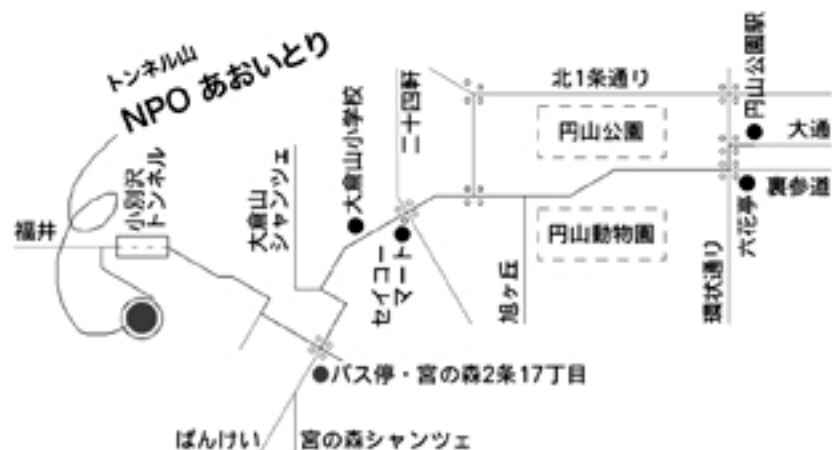 トンネル山
NPO あおいとり
小別沢
トンネル
福井
大倉山
シャンツェ
大倉山小学校
二十四軒
セイコー
マート
北1条通り
円山公園
円山公園駅
大通
裏参道
六花亭
円山動物園
旭ヶ丘
環状通り
●バス停・宮の森2条17丁目
ばんけい
宮の森シャンツェ